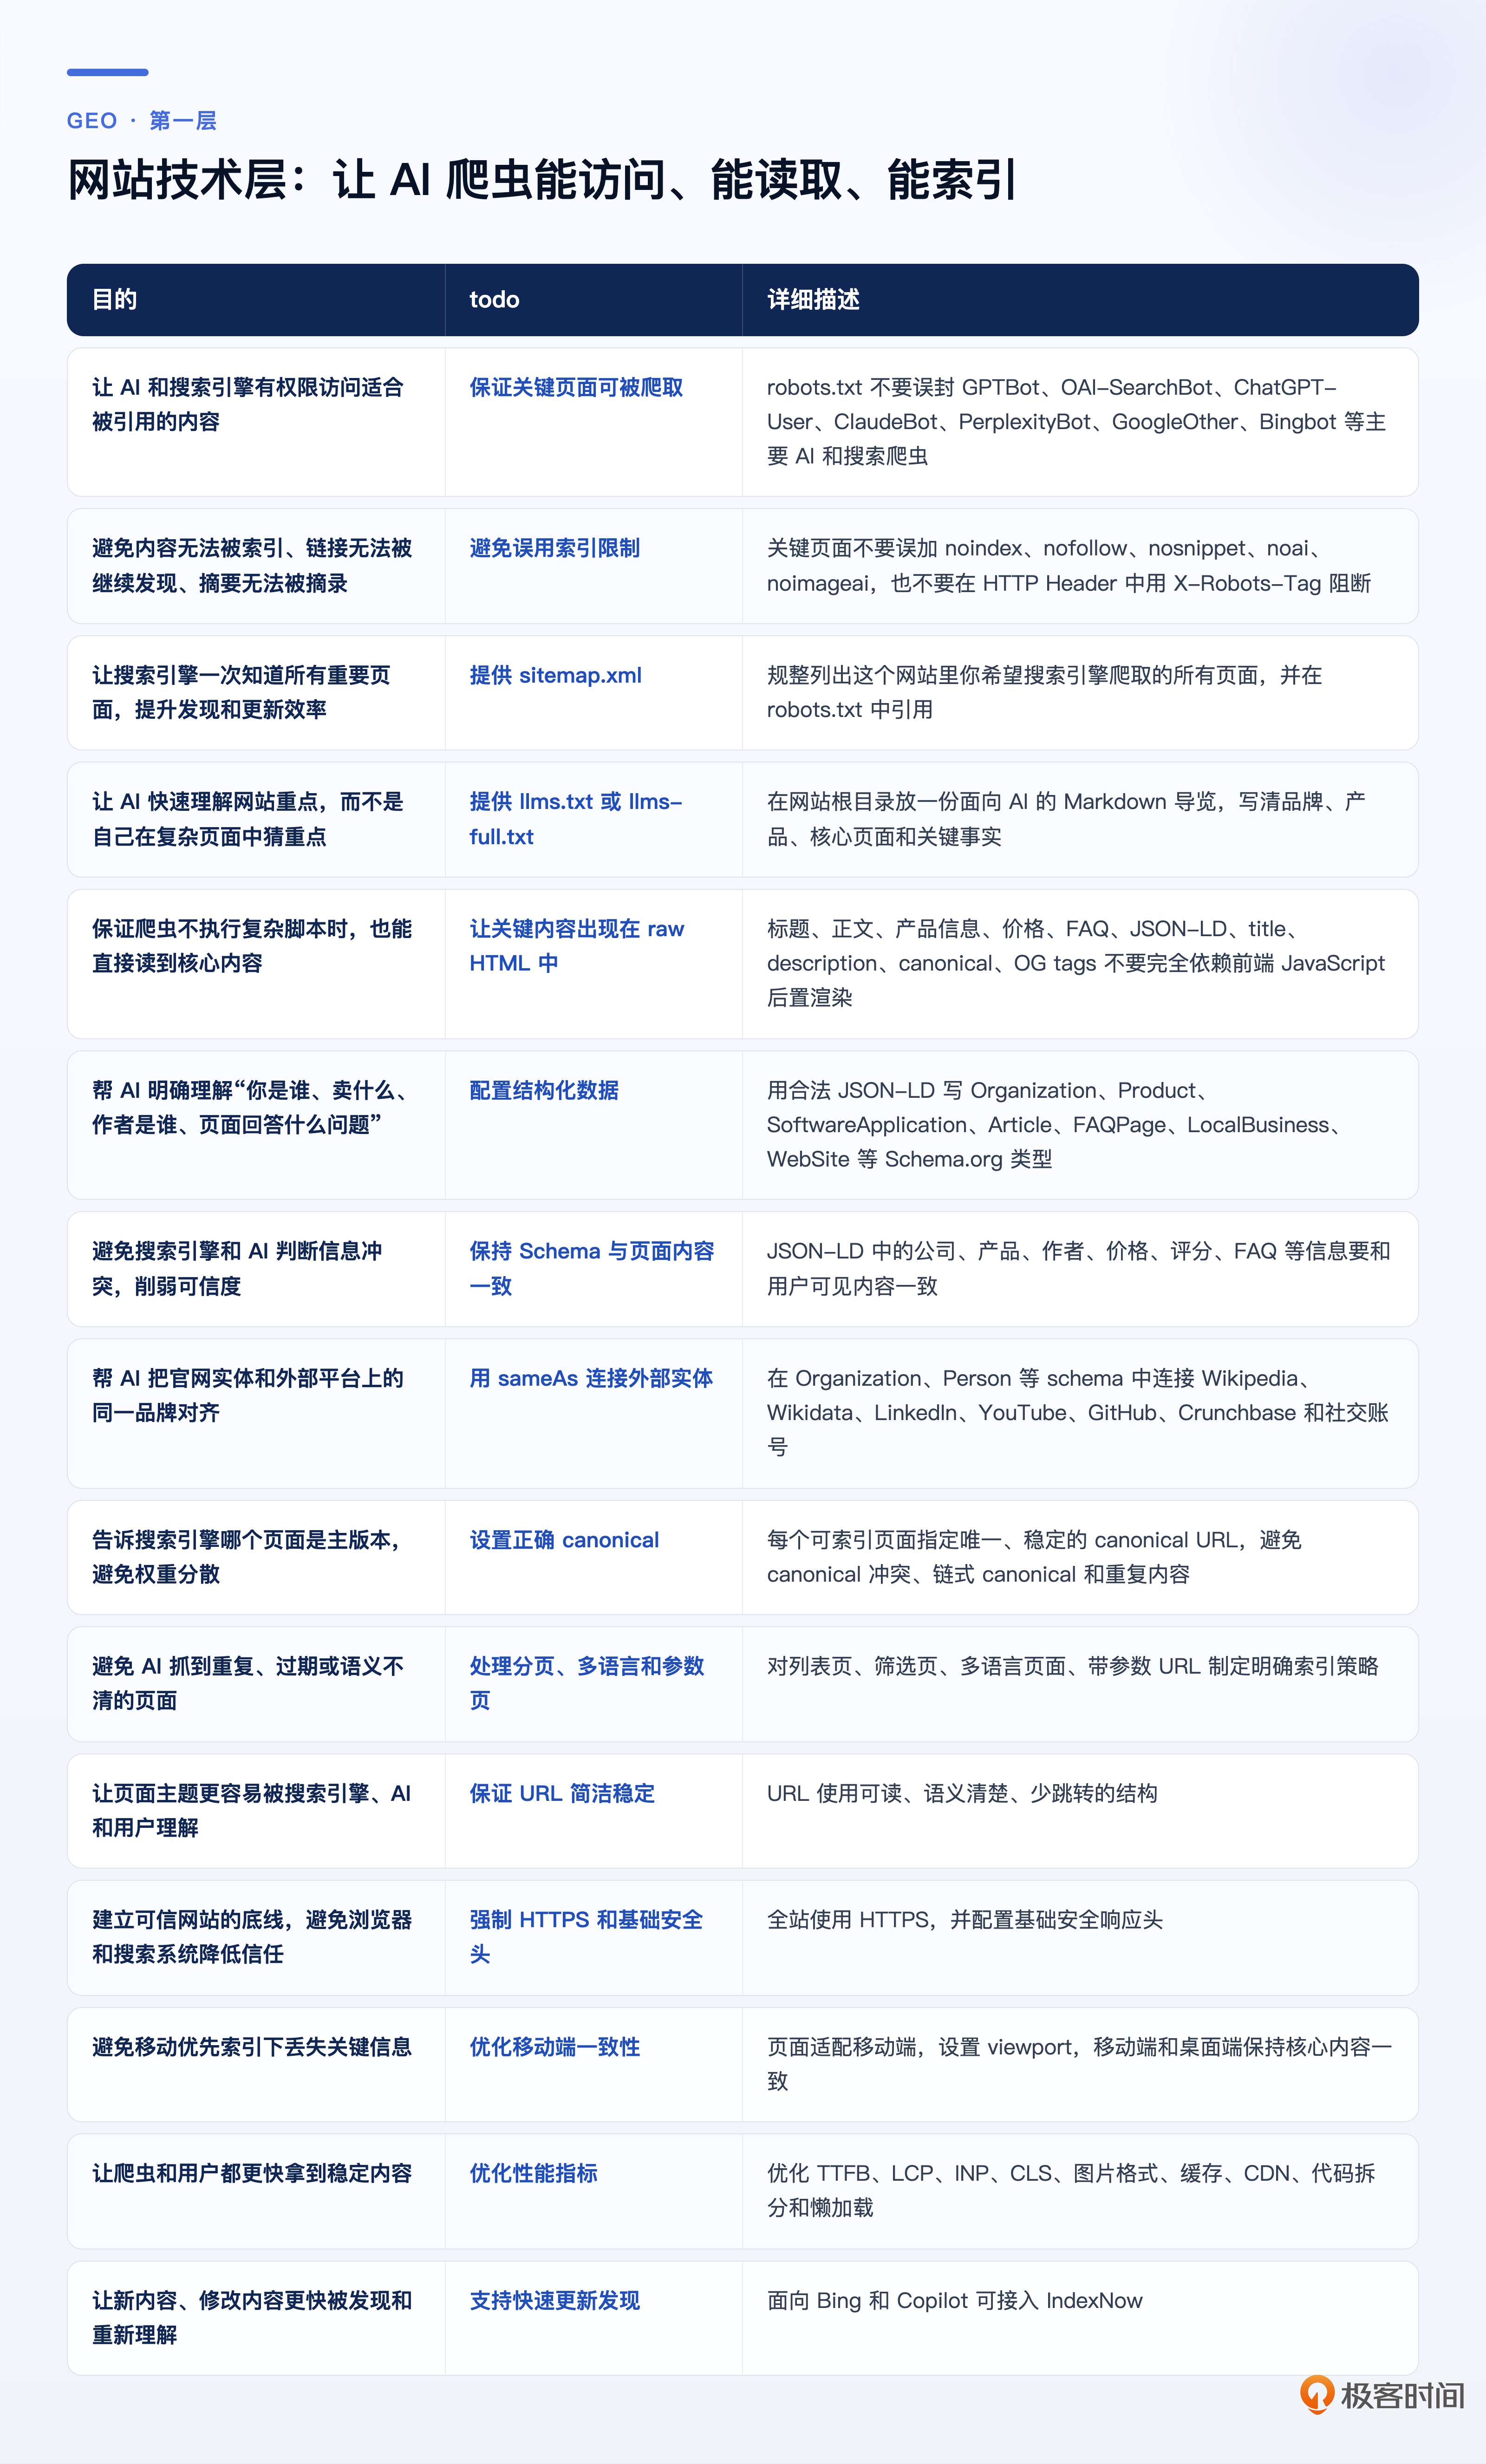 GEO · 第一层
网站技术层：让 AI 爬虫能访问、能读取、能索引
目的
todo
详细描述
让 AI 和搜索引擎有权限访问适合
被引用的内容
保证关键页面可被爬取
robots.txt 不要误封 GPTBot、OAI-SearchBot、ChatGPT-
User、ClaudeBot、PerplexityBot、GoogleOther、Bingbot 等主
要 AI 和搜索爬虫
避免内容无法被索引、链接无法被
继续发现、摘要无法被摘录
避免误用索引限制
关键页面不要误加 noindex、nofollow、nosnippet、noai、
noimageai，也不要在 HTTP Header 中用 X-Robots-Tag 阻断
让搜索引擎一次知道所有重要页
面，提升发现和更新效率
提供 sitemap.xml
规整列出这个网站里你希望搜索引擎爬取的所有页面，并在
robots.txt 中引用
让 AI 快速理解网站重点，而不是
自己在复杂页面中猜重点
提供 llms.txt 或 llms-
full.txt
在网站根目录放一份面向 AI 的 Markdown 导览，写清品牌、产
品、核心页面和关键事实
保证爬虫不执行复杂脚本时，也能
直接读到核心内容
让关键内容出现在 raw
HTML 中
标题、正文、产品信息、价格、FAQ、JSON-LD、title、
description、canonical、OG tags 不要完全依赖前端 JavaScript
后置渲染
帮 AI 明确理解“你是谁、卖什么、
作者是谁、页面回答什么问题”
配置结构化数据
用合法 JSON-LD 写 Organization、Product、
SoftwareApplication、Article、FAQPage、LocalBusiness、
WebSite 等 Schema.org 类型
避免搜索引擎和 AI 判断信息冲
突，削弱可信度
保持 Schema 与页面内容
一致
JSON-LD 中的公司、产品、作者、价格、评分、FAQ 等信息要和
用户可见内容一致
帮 AI 把官网实体和外部平台上的
同一品牌对齐
用 sameAs 连接外部实体
在 Organization、Person 等 schema 中连接 Wikipedia、
Wikidata、LinkedIn、YouTube、GitHub、Crunchbase 和社交账
号
告诉搜索引擎哪个页面是主版本，
避免权重分散
设置正确 canonical
每个可索引页面指定唯一、稳定的 canonical URL，避免
canonical 冲突、链式 canonical 和重复内容
避免 AI 抓到重复、过期或语义不
清的页面
处理分页、多语言和参数
页
对列表页、筛选页、多语言页面、带参数 URL 制定明确索引策略
让页面主题更容易被搜索引擎、AI
和用户理解
保证 URL 简洁稳定
URL 使用可读、语义清楚、少跳转的结构
建立可信网站的底线，避免浏览器
和搜索系统降低信任
强制 HTTPS 和基础安全
头
全站使用 HTTPS，并配置基础安全响应头
避免移动优先索引下丢失关键信息
优化移动端一致性
页面适配移动端，设置 viewport，移动端和桌面端保持核心内容一
致
让爬虫和用户都更快拿到稳定内容
优化性能指标
优化 TTFB、LCP、INP、CLS、图片格式、缓存、CDN、代码拆
分和懒加载
让新内容、修改内容更快被发现和
重新理解
支持快速更新发现
面向 Bing 和 Copilot 可接入 IndexNow
极客时间